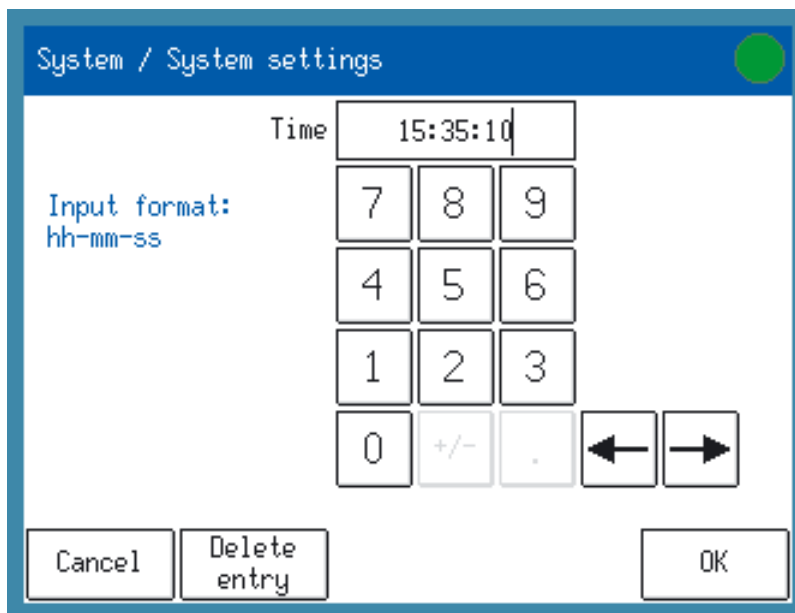 System / System settings
Time 15:35:10
Input format:
hh-mm-ss
7 8 9
4 5 6
1 2 3
0 +/- .
Cancel
Delete
entry
OK